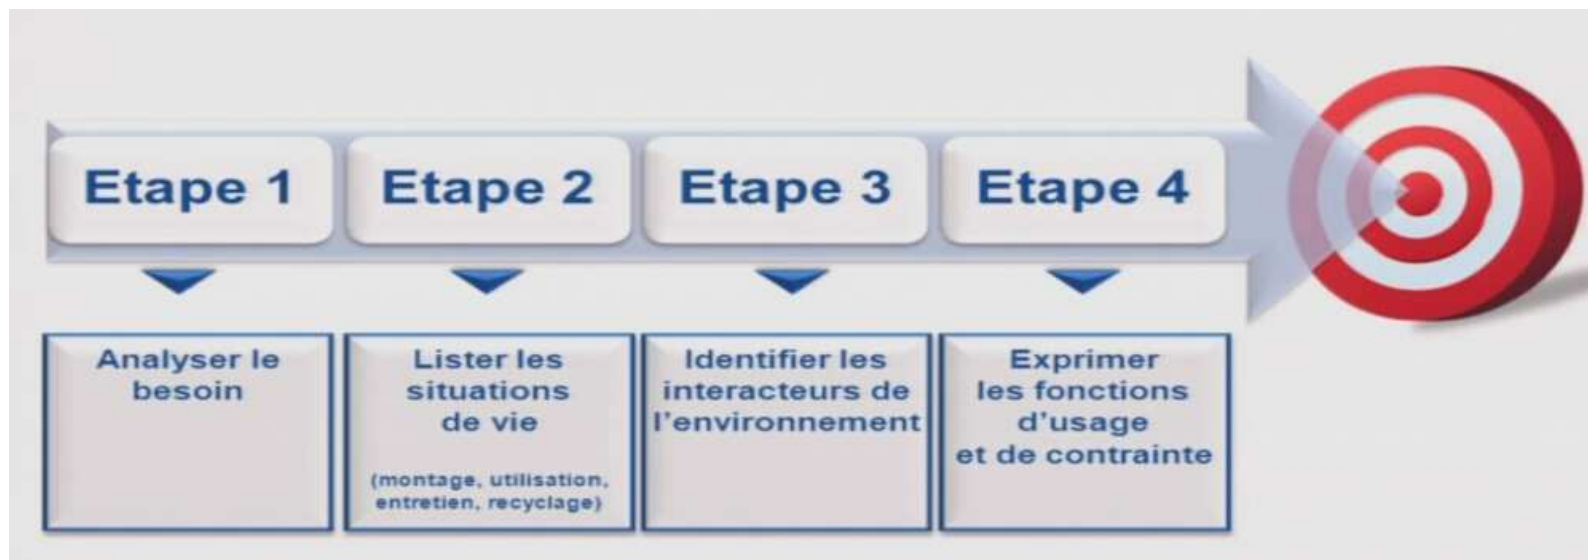 Etape 1
Etape 2
Etape 3
Etape 4
Analyser le
besoin
Lister les
situations
de vie
(montage, utilisation,
entretien, recyclage)
Identifier les
interacteurs de
l'environnement
Exprimer
les fonctions
d'usage
et de contrainte